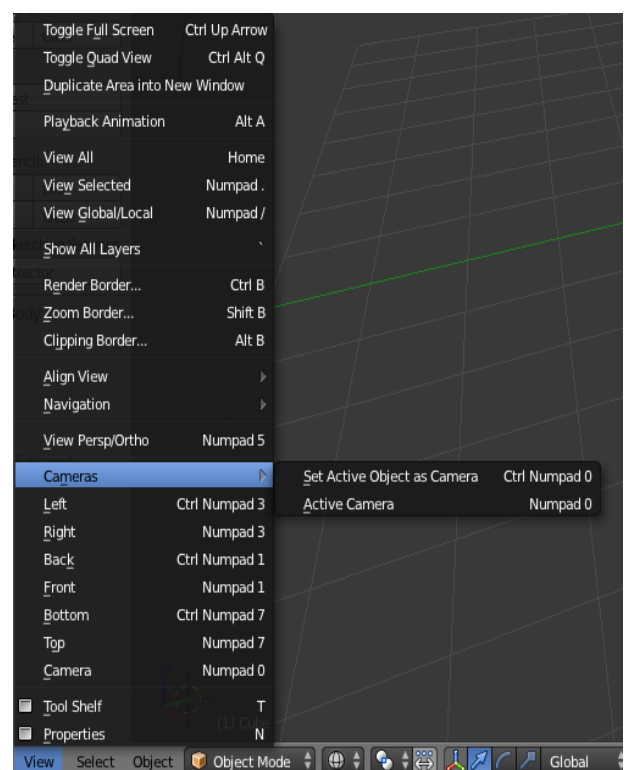 Toggle Full Screen Ctrl Up Arrow
Toggle Quad View Ctrl Alt Q
Duplicate Area into New Window
Playback Animation Alt A
View All Home
View Selected Numpad .
View Global/Local Numpad /
Show All Layers `
Render Border... Ctrl B
Zoom Border... Shift B
Clipping Border... Alt B
Align View
Navigation
View Persp/Ortho Numpad 5
Cameras
Set Active Object as Camera Ctrl Numpad 0
Active Camera Numpad 0
Left Ctrl Numpad 3
Right Numpad 3
Back Ctrl Numpad 1
Front Numpad 1
Bottom Ctrl Numpad 7
Top Numpad 7
Camera Numpad 0
Tool Shelf T
(1) Cube
Properties N
View Select Object Object Mode Global